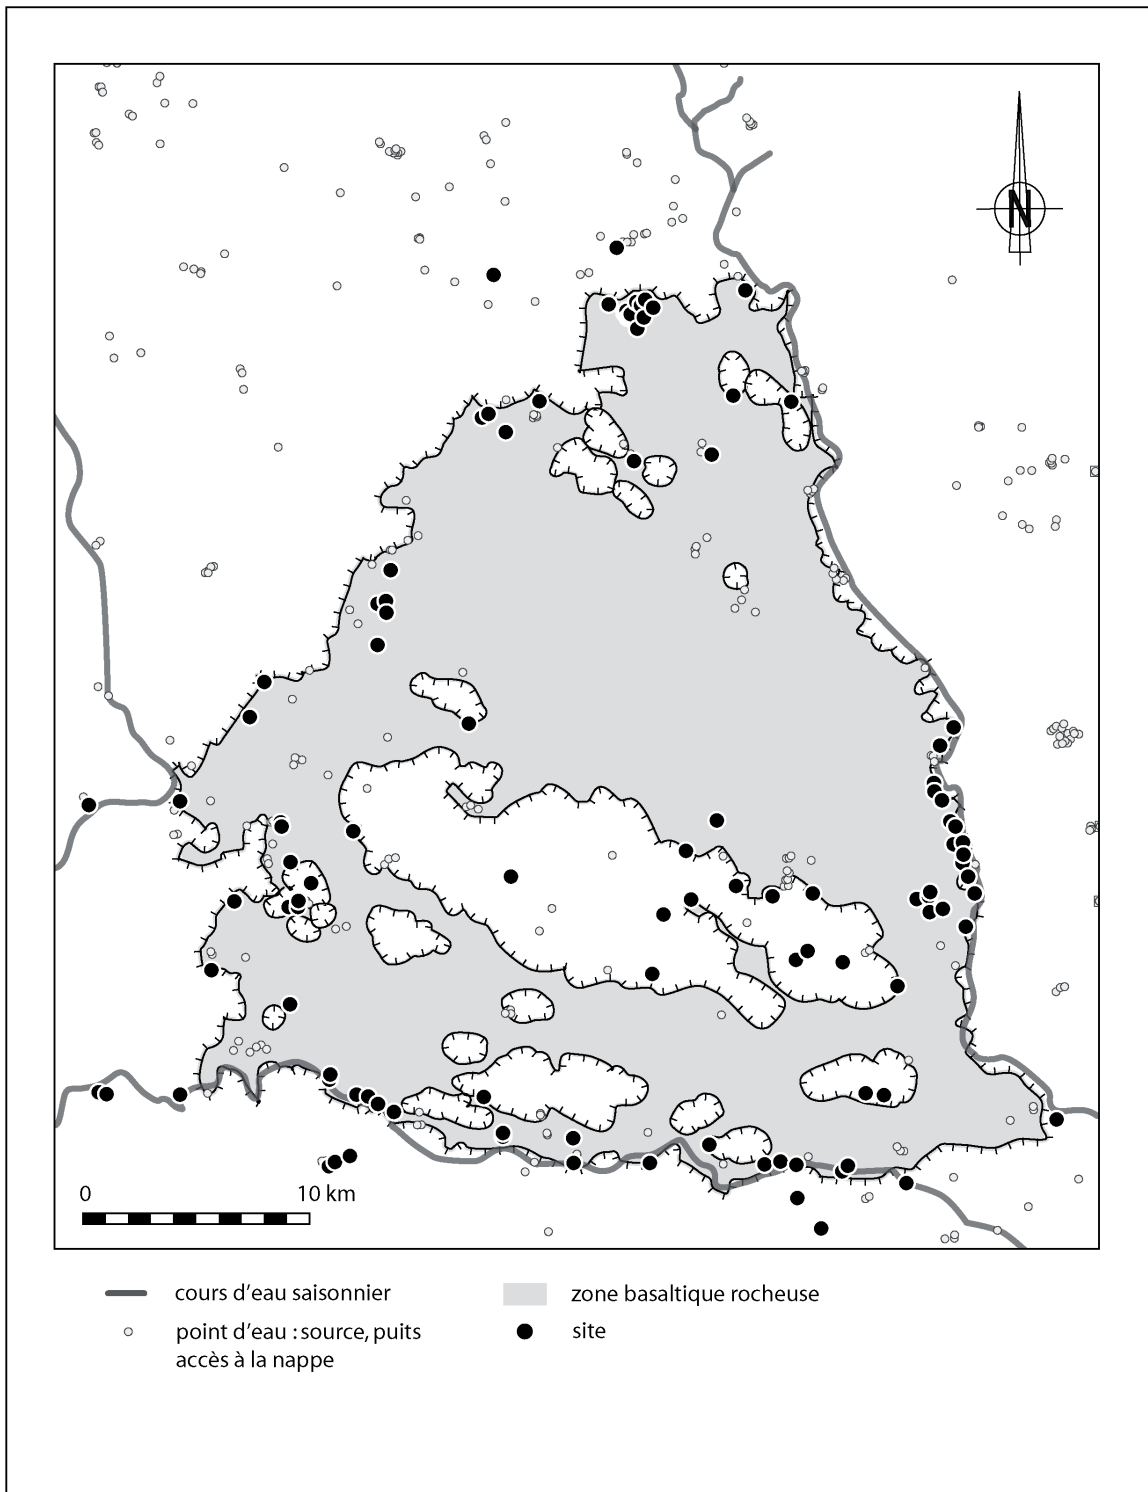 N
0 10 km
cours d'eau saisonnier
zone basaltique rocheuse
point d'eau : source, puits
accès à la nappe
site